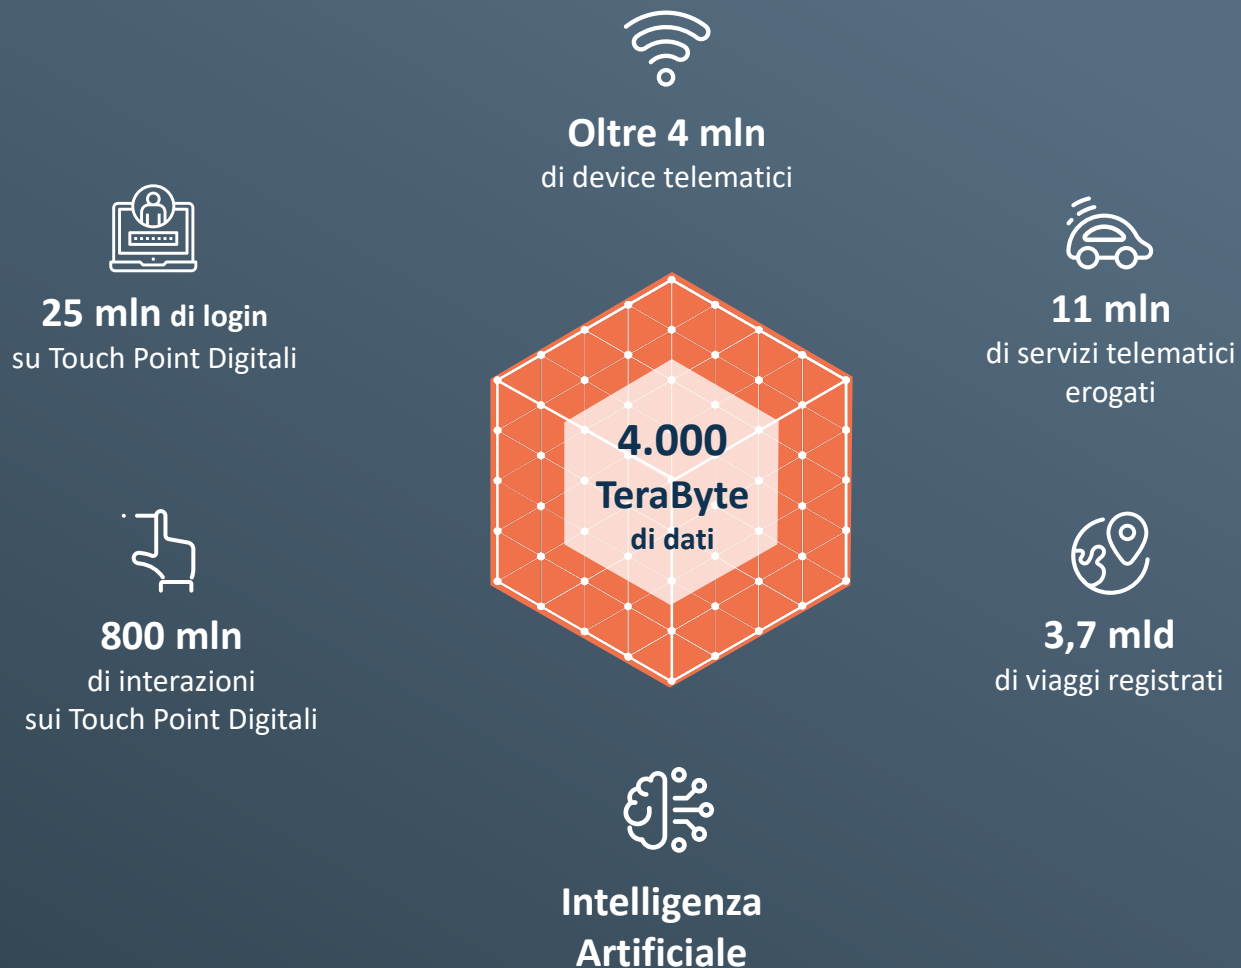 Oltre 4 mln
di device telematici
25 mln di login
su Touch Point Digitali
11 mln
di servizi telematici
erogati
4.000
TeraByte
di dati
800 mln
di interazioni
sui Touch Point Digitali
3,7 mld
di viaggi registrati
Intelligenza
Artificiale